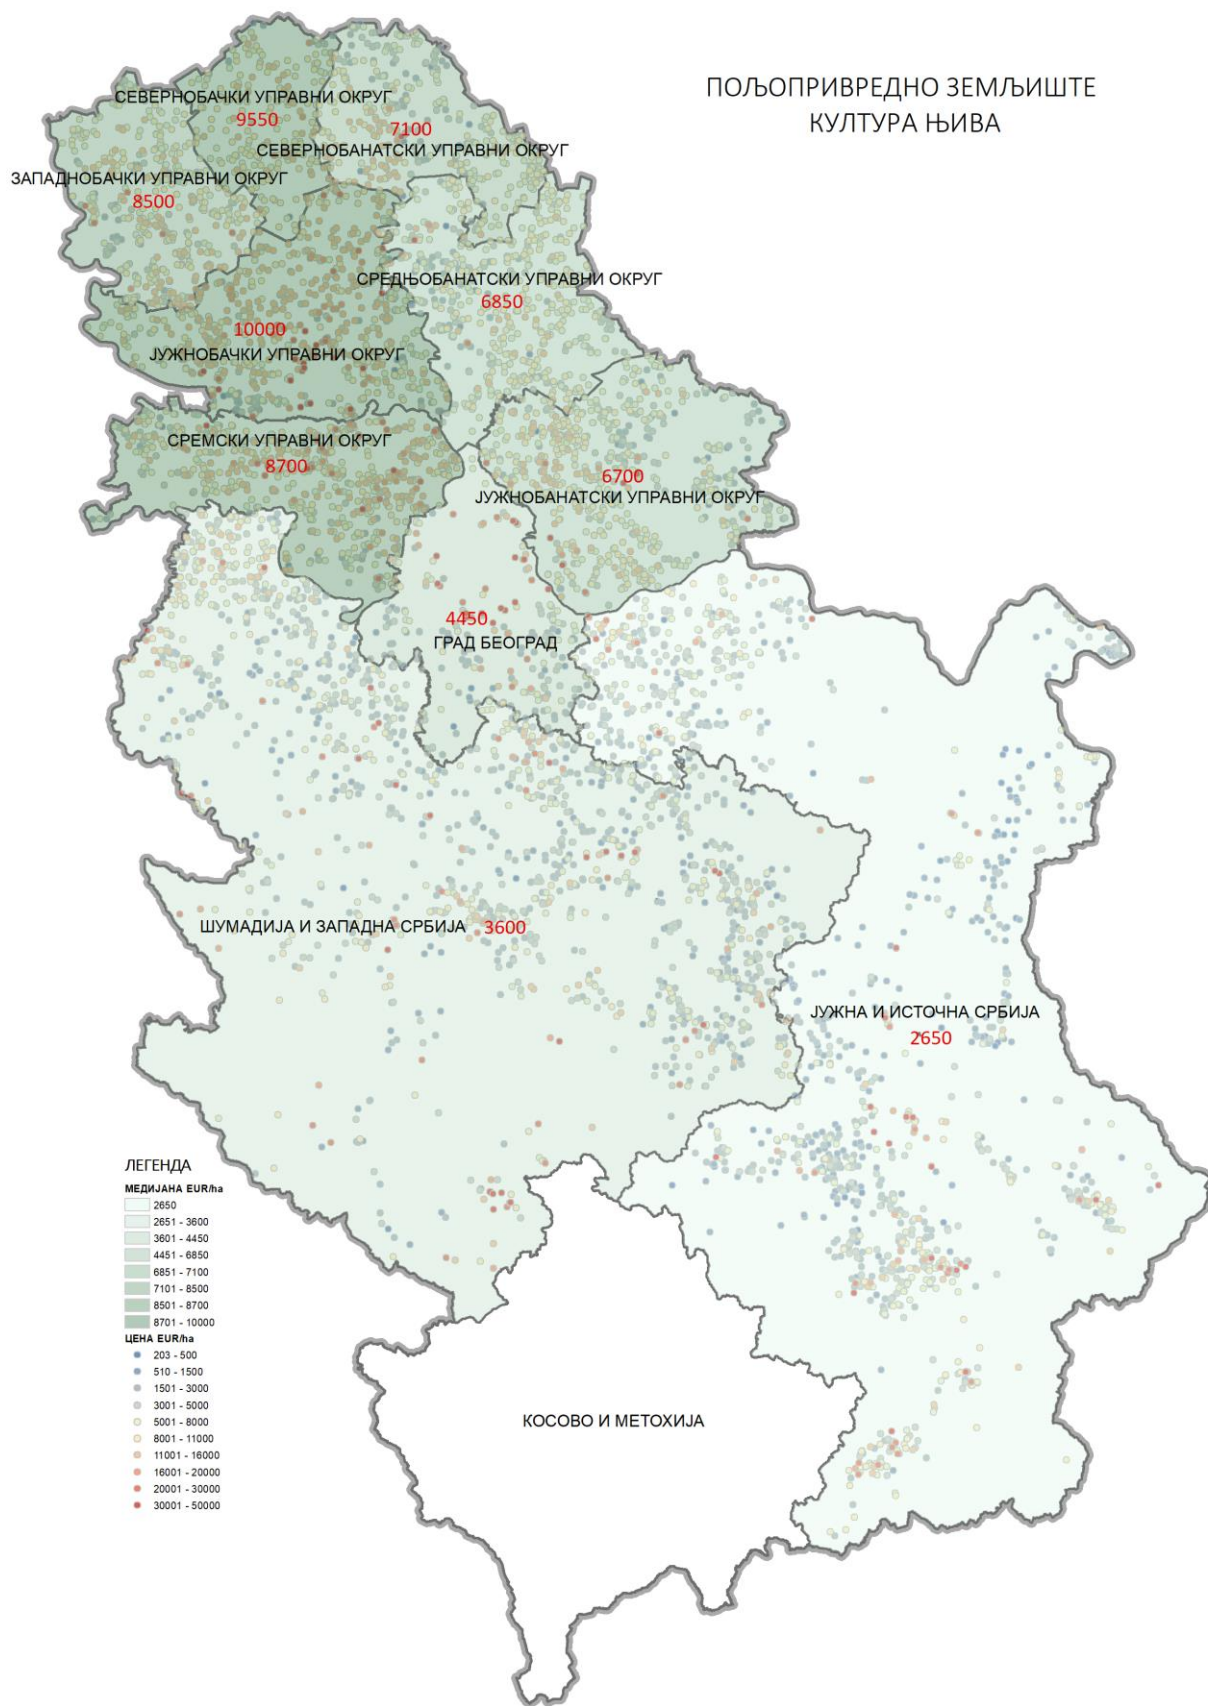 ПОЉОПРИВРЕДНО ЗЕМЉИШТЕ
КУЛТУРА ЊИВА
СЕВЕРНОБАЧКИ УПРАВНИ ОКРУГ
9550
7100
СЕВЕРНОБАНАТСКИ УПРАВНИ ОКРУГ
ЗАПАДНОБАЧКИ УПРАВНИ ОКРУГ
8500
СРЕДЊОБАНАТСКИ УПРАВНИ ОКРУГ
6850
10000
ЈУЖНОБАЧКИ УПРАВНИ ОКРУГ
СРЕМСКИ УПРАВНИ ОКРУГ
8700
6700
ЈУЖНОБАНАТСКИ УПРАВНИ ОКРУГ
4450
ГРАД БЕОГРАД
ШУМАДИЈА И ЗАПАДНА СРБИЈА 3600
ЈУЖНА И ИСТОЧНА СРБИЈА
2650
КОСОВО И МЕТОХИЈА
ЛЕГЕНДА
МЕДИЈАНА EUR/ha
2650
2651 - 3600
3601 - 4450
4451 - 6850
6851 - 7100
7101 - 8500
8501 - 8700
8701 - 10000
ЦЕНА EUR/ha
203 - 500
510 - 1500
1501 - 3000
3001 - 5000
5001 - 8000
8001 - 11000
11001 - 16000
16001 - 20000
20001 - 30000
30001 - 50000